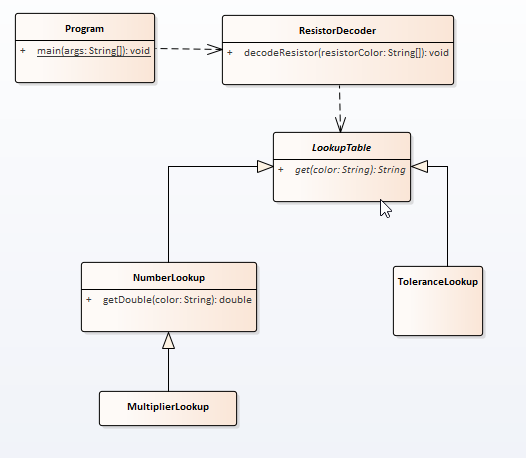 Program
+ main(args: String[]): void
ResistorDecoder
+ decodeResistor(resistorColor: String[]): void
LookupTable
+ get(color: String): String
NumberLookup
+ getDouble(color: String): double
ToleranceLookup
MultiplierLookup